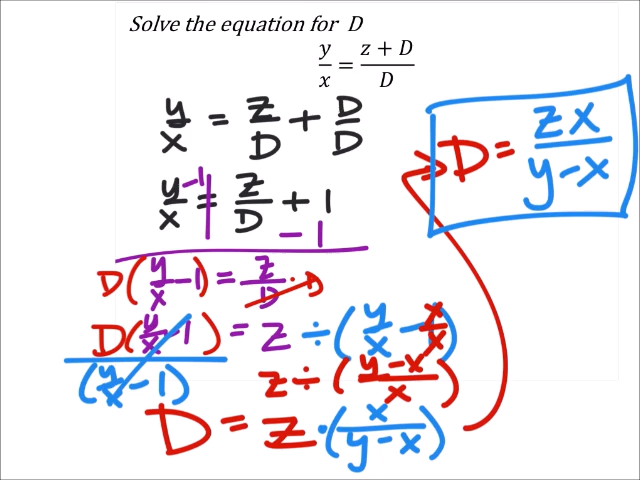 Solve the equation for D
y/x = z + D/D
y/x = z/D + D/D
y/x - 1 = z/D + 1 - 1
D(y/x - 1) = z/D · D
D(y/x - 1)/(y/x - 1) = z ÷ (y/x - x/x)
z ÷ (y - x/x)
D = z · (x/y - x)
D = zx/y - x